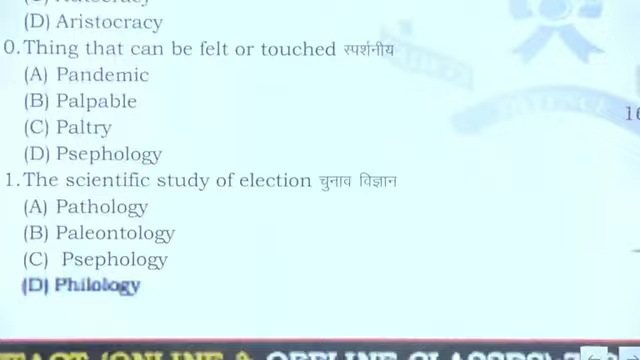 (D) Aristocracy
0. Thing that can be felt or touched स्पर्शनीय
(A) Pandemic
(B) Palpable
(C) Paltry
(D) Psephology
1. The scientific study of election चुनाव विज्ञान
(A) Pathology
(B) Paleontology
(C) Psephology
(D) Philology
16